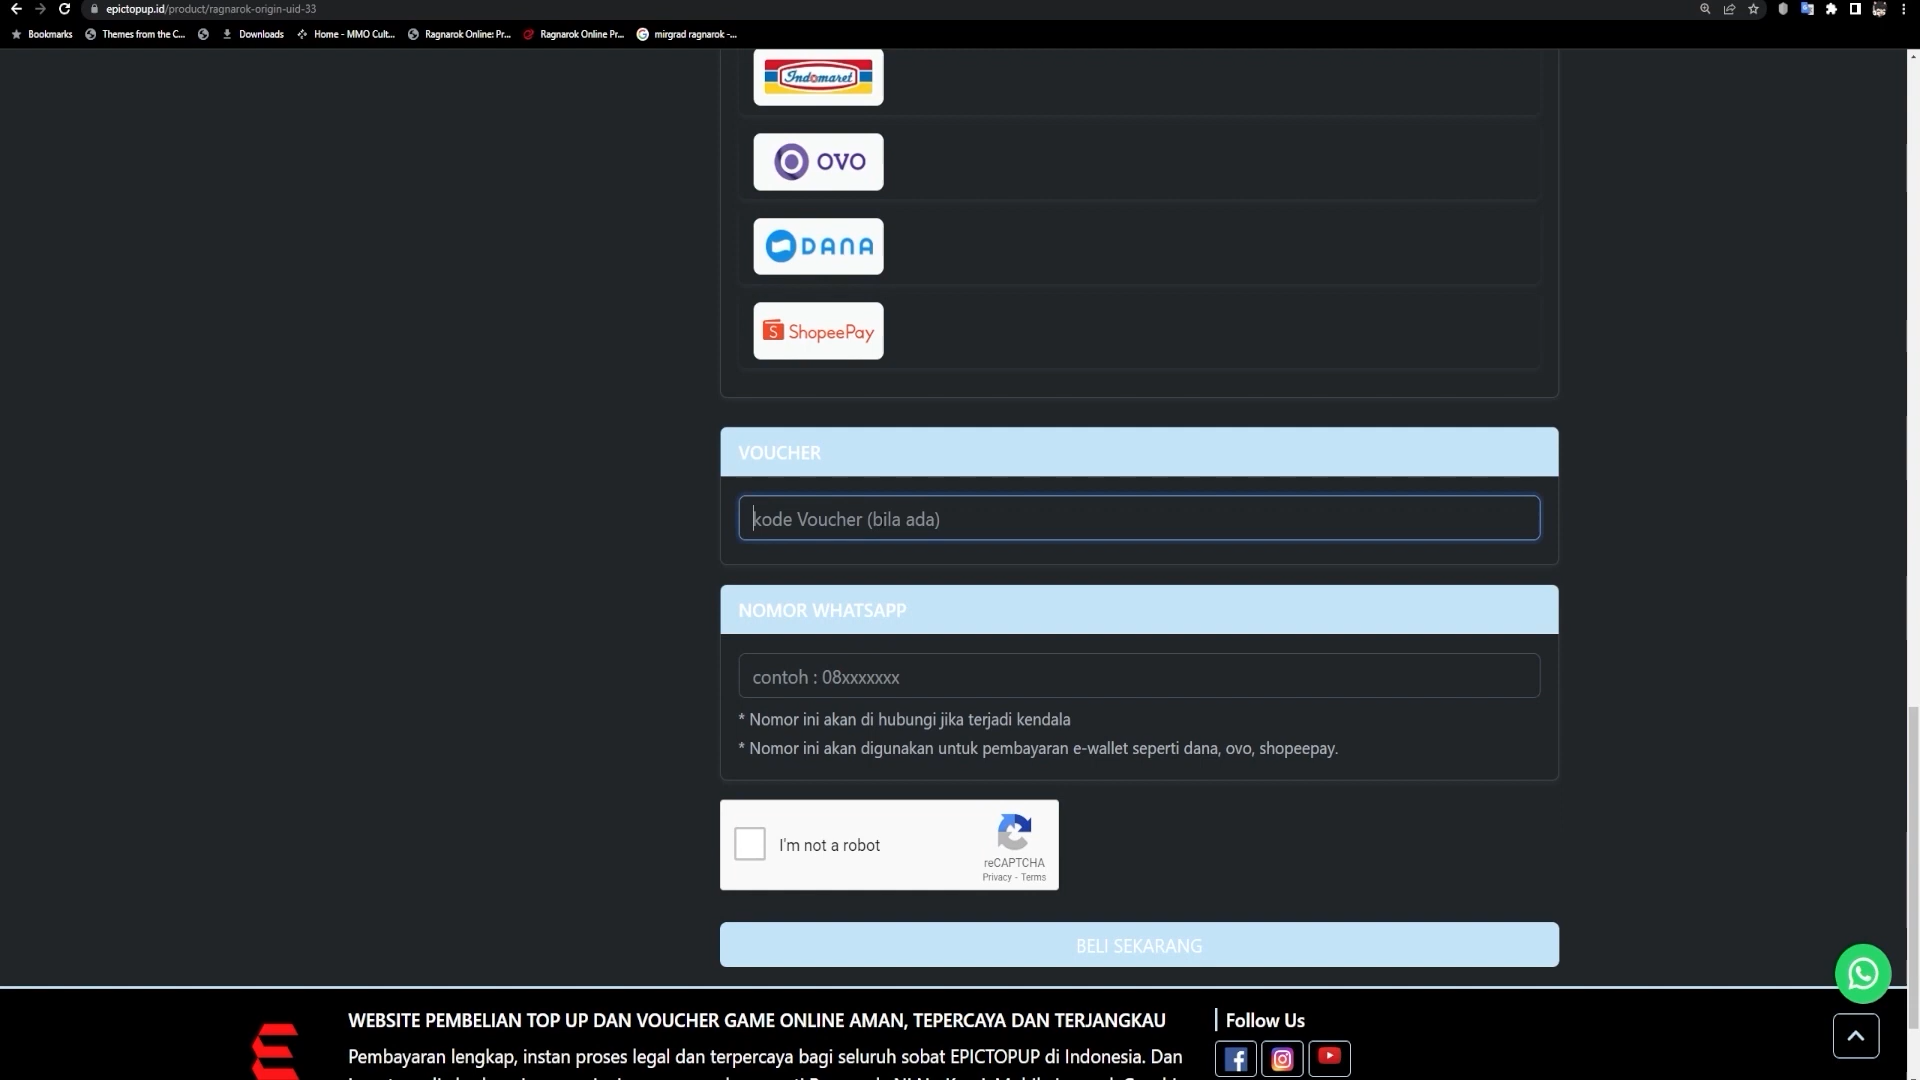 epictopup.id/product/ragnarok-origin-uid-33
Bookmarks Themes from the C... Downloads Home - MMO Cult... Ragnarok Online: Pr... Ragnarok Online Pr... mirgrad ragnarok -...
Indomaret
OVO
DANA
S ShopeePay
VOUCHER
kode Voucher (bila ada)
NOMOR WHATSAPP
contoh : 08xxxxxxx
* Nomor ini akan di hubungi jika terjadi kendala
* Nomor ini akan digunakan untuk pembayaran e-wallet seperti dana, ovo, shopeepay.
I'm not a robot
reCAPTCHA
Privacy - Terms
BELI SEKARANG
WEBSITE PEMBELIAN TOP UP DAN VOUCHER GAME ONLINE AMAN, TEPERCAYA DAN TERJANGKAU
Follow Us
Pembayaran lengkap, instan proses legal dan terpercaya bagi seluruh sobat EPICTOPUP di Indonesia. Dan